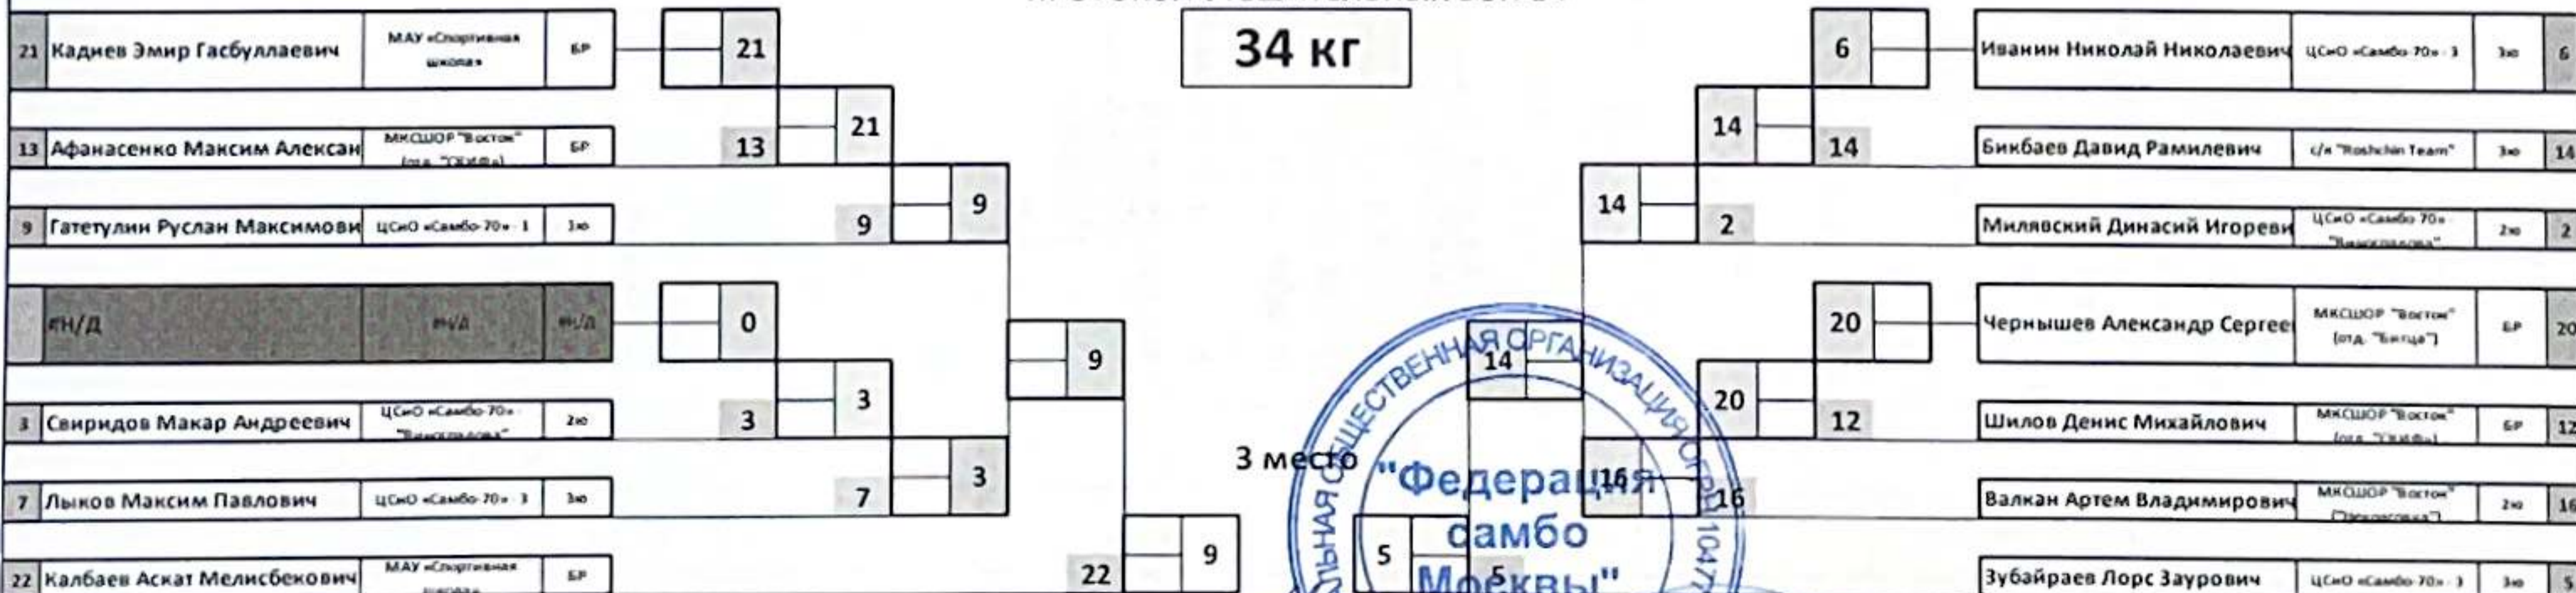 34 кг
21 Кадиев Эмир Гасбуллаевич МАУ «Спортивная школа» БР 21
6 Иванин Николай Николаевич ЦСиО «Самбо-70» - 3 3ю 6
21
14
13 Афанасенко Максим Алексан МКСШОР "Восток" БР 13
14 Бикбаев Давид Рамилевич с/к "Roshchin Team" 3ю 14
9
14
9 Гатетулин Руслан Максимови ЦСиО «Самбо-70» - 1 3ю 9
2 Милявский Динасий Игореви ЦСиО «Самбо-70» - 2ю 2
#Н/Д #Н/Д #Н/Д 0
20 Чернышев Александр Сергее МКСШОР "Восток" (отд. "Битца") БР 20
9
14
3
20
3 Свиридов Макар Андреевич ЦСиО «Самбо-70» - "Виноградова" 2ю 3
12 Шилов Денис Михайлович МКСШОР "Восток" БР 12
3 место
3
16
7 Лыков Максим Павлович ЦСиО «Самбо-70» - 3 3ю 7
16 Валкан Артем Владимирович МКСШОР "Восток" 2ю 16
9
5
22 Калбаев Аскат Мелисбекович МАУ «Спортивная БР 22
5 Зубайраев Лорс Заурович ЦСиО «Самбо-70» - 3 3ю 5
ОБЩЕСТВЕННАЯ ОРГАНИЗАЦИЯ
"Федерация
самбо
Москвы"